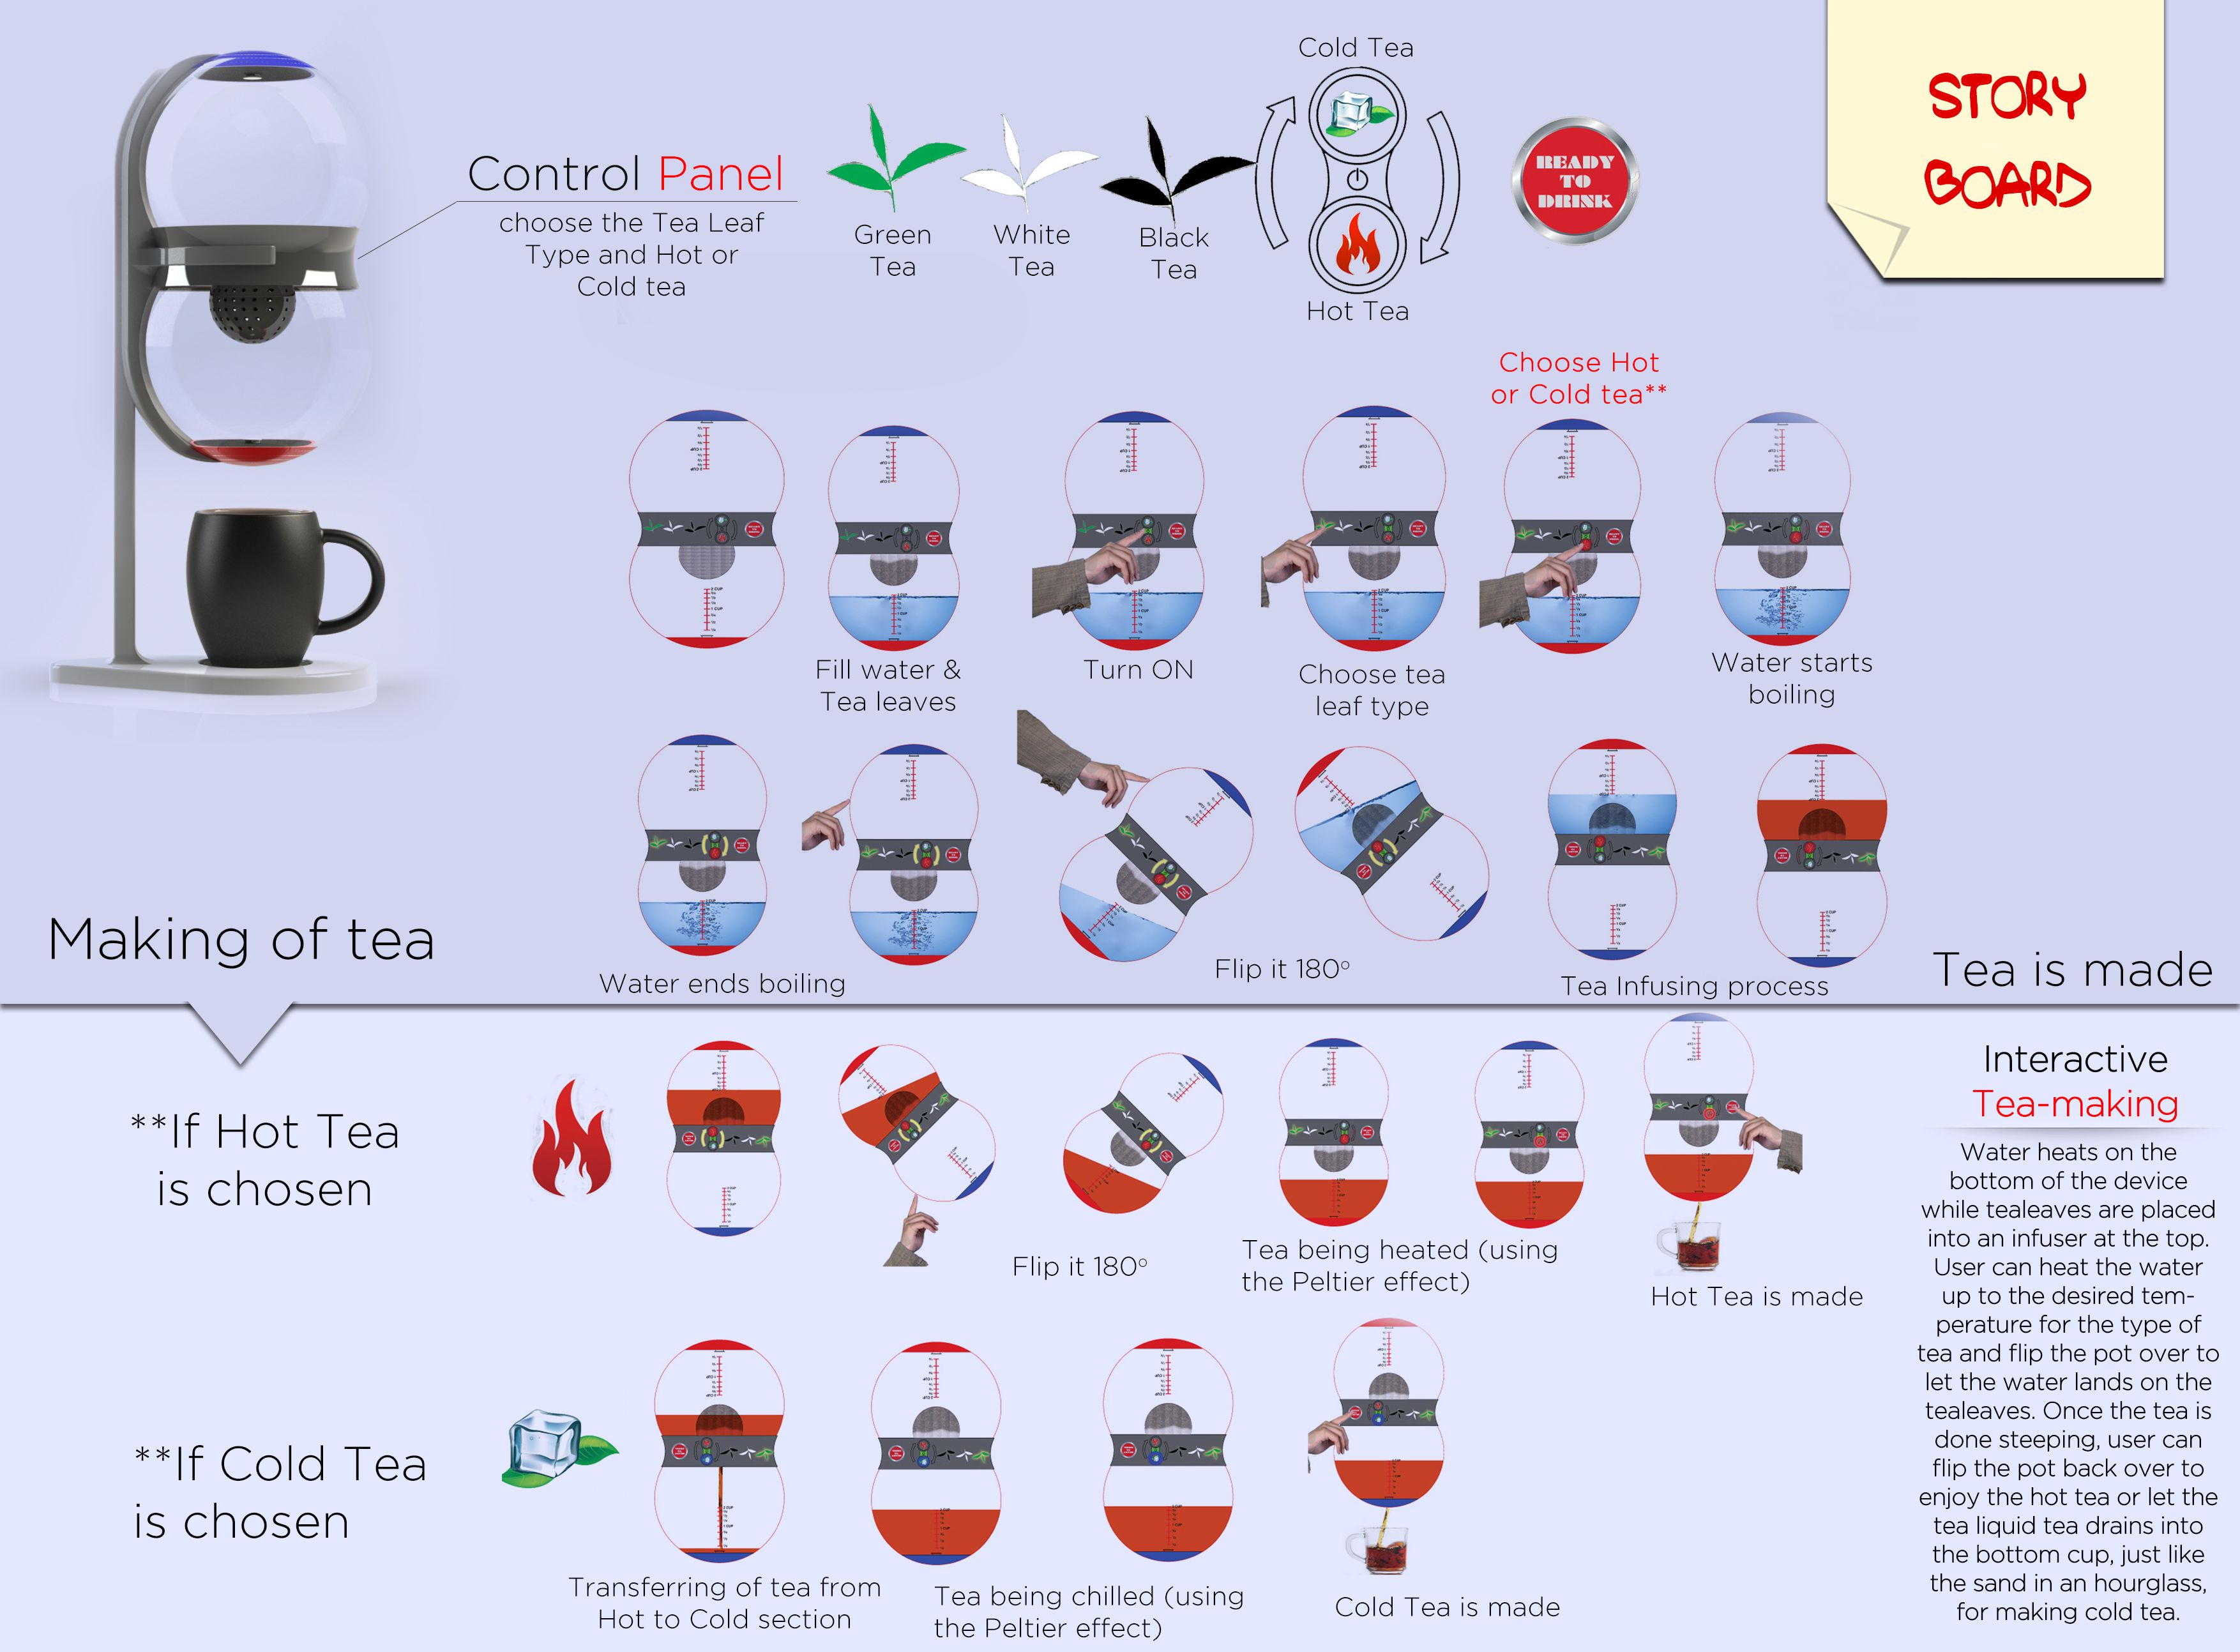 STORY
BOARD
Control Panel
choose the Tea Leaf
Type and Hot or
Cold tea
Green
Tea
White
Tea
Black
Tea
Cold Tea
Hot Tea
READY
TO
DRINK
Choose Hot
or Cold tea**
Fill water &
Tea leaves
Turn ON
Choose tea
leaf type
Water starts
boiling
Water ends boiling
Flip it 180°
Tea Infusing process
Making of tea
Tea is made
**If Hot Tea
is chosen
Flip it 180°
Tea being heated (using
the Peltier effect)
Hot Tea is made
**If Cold Tea
is chosen
Transferring of tea from
Hot to Cold section
Tea being chilled (using
the Peltier effect)
Cold Tea is made
Interactive
Tea-making
Water heats on the
bottom of the device
while tealeaves are placed
into an infuser at the top.
User can heat the water
up to the desired tem-
perature for the type of
tea and flip the pot over to
let the water lands on the
tealeaves. Once the tea is
done steeping, user can
flip the pot back over to
enjoy the hot tea or let the
tea liquid tea drains into
the bottom cup, just like
the sand in an hourglass,
for making cold tea.